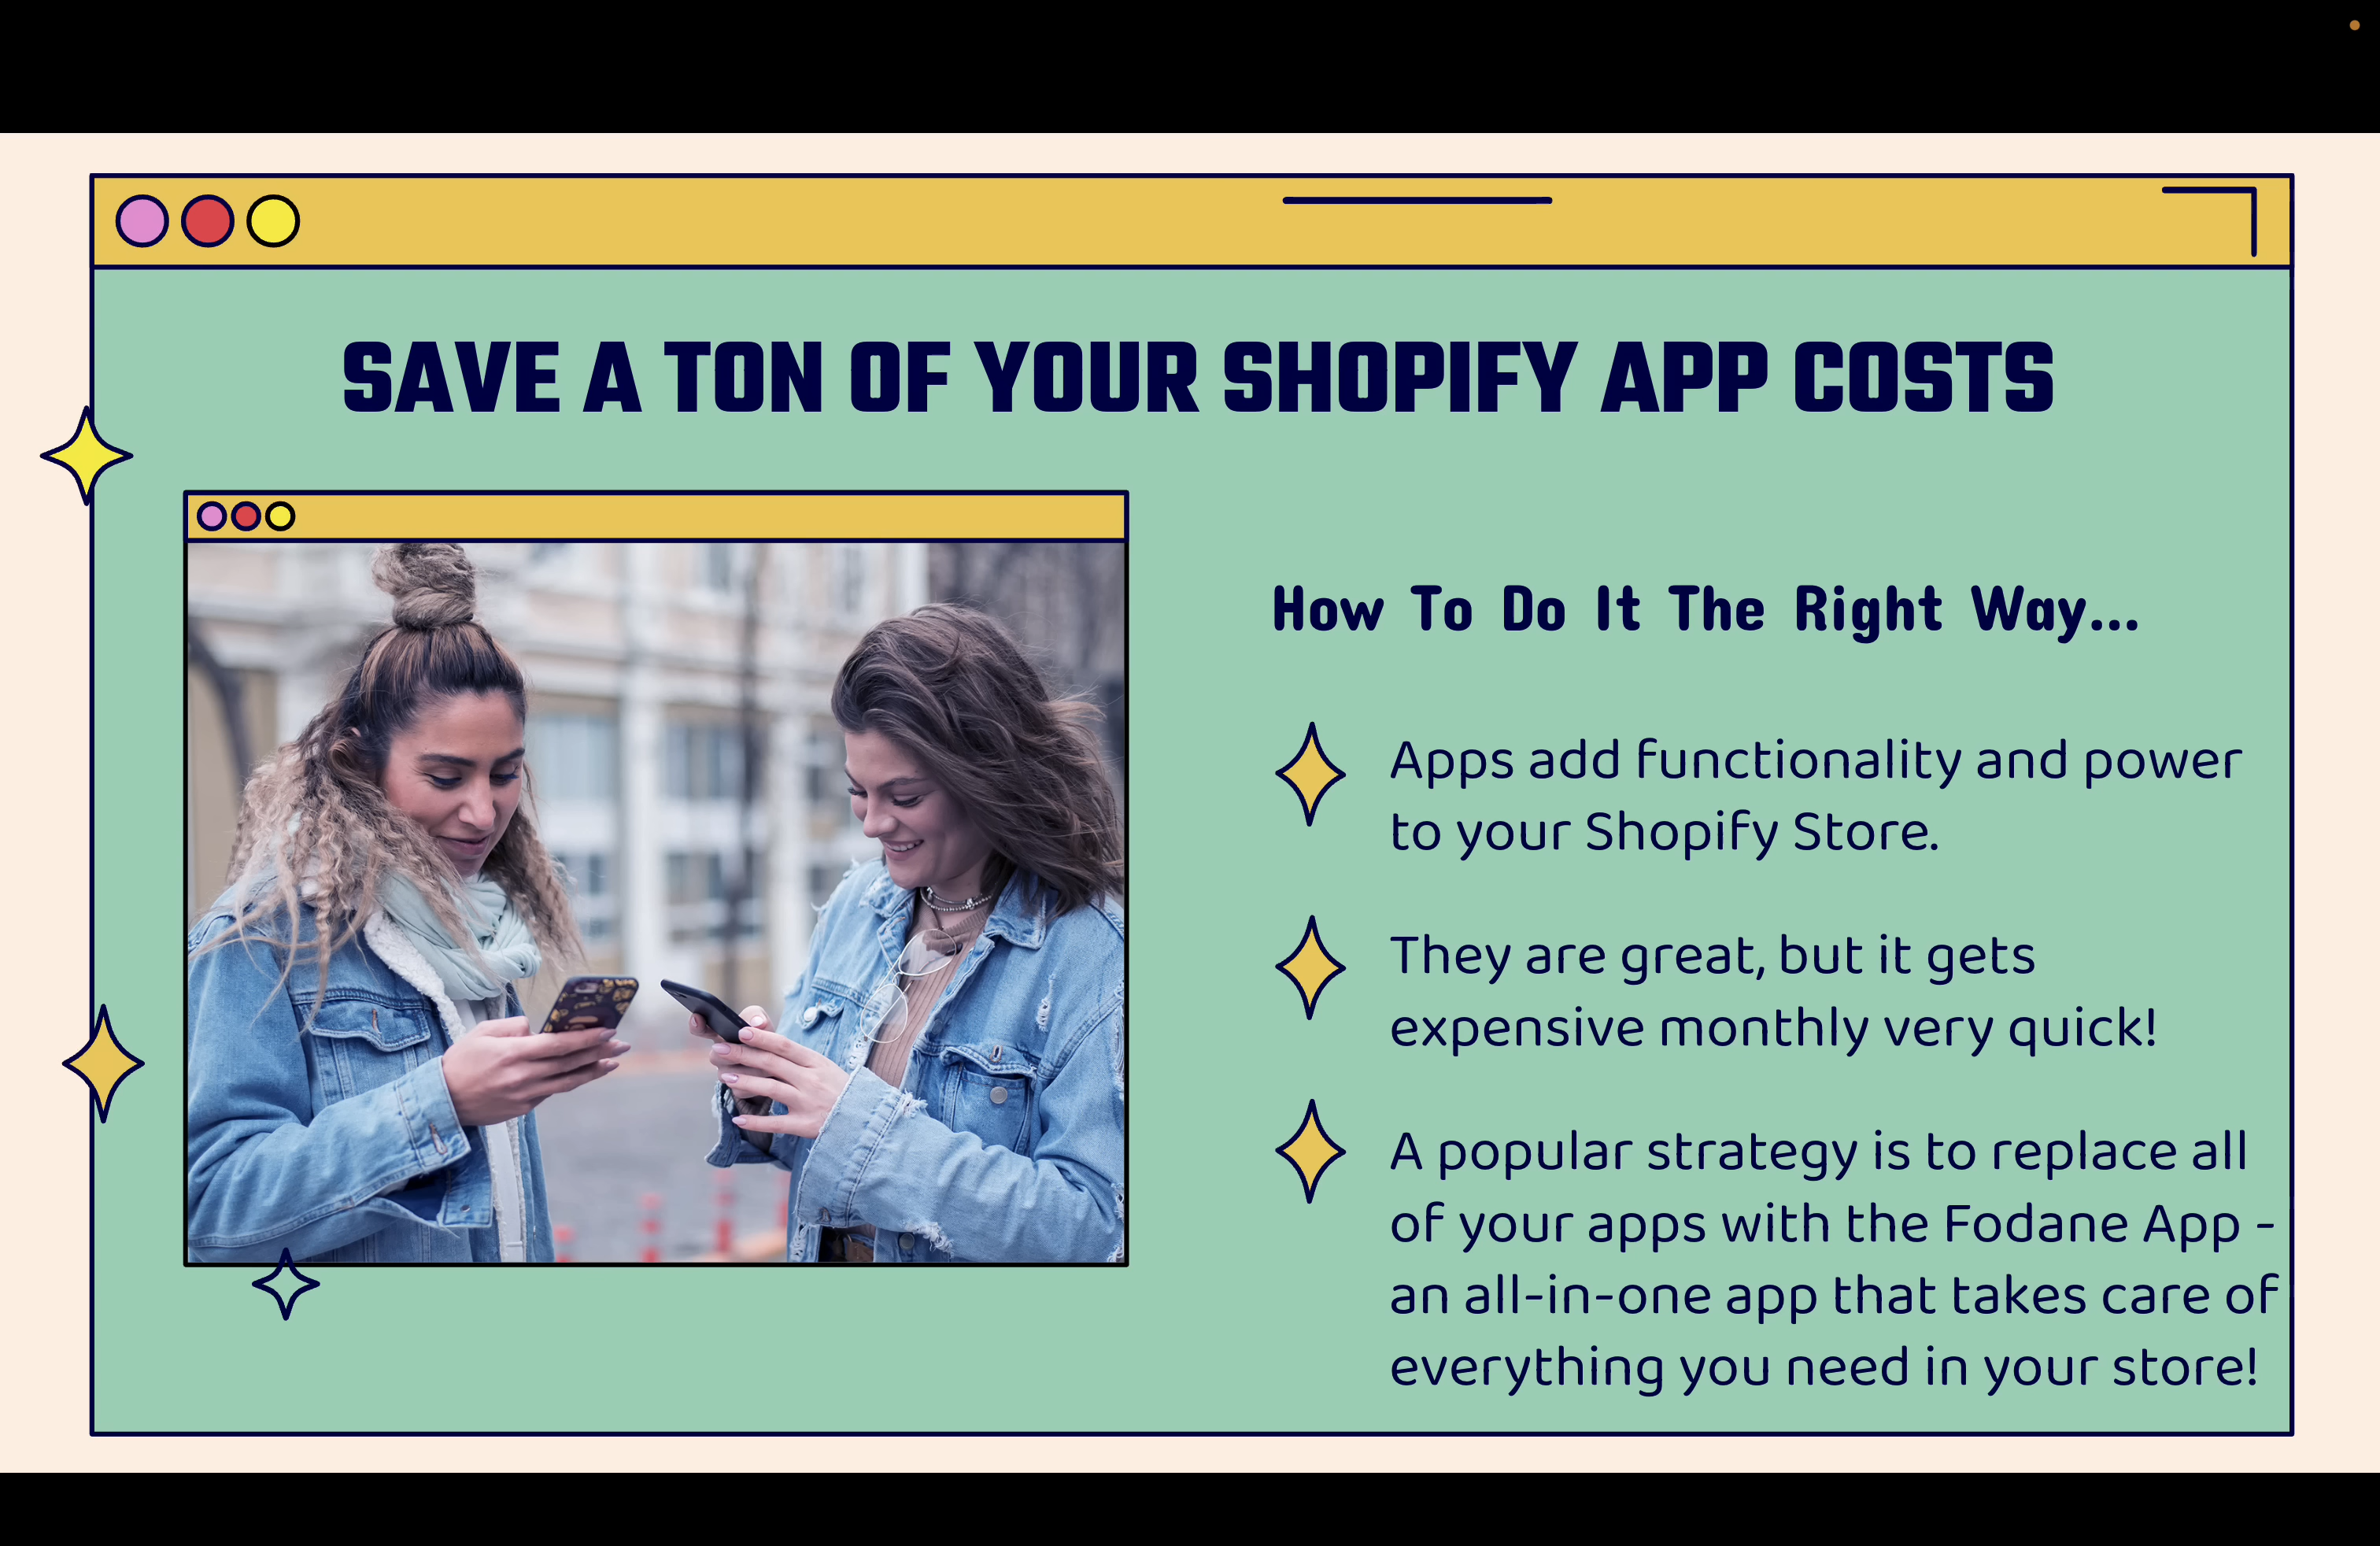 SAVE A TON OF YOUR SHOPIFY APP COSTS
How To Do It The Right Way...
Apps add functionality and power
to your Shopify Store.
They are great, but it gets
expensive monthly very quick!
A popular strategy is to replace all
of your apps with the Fodane App -
an all-in-one app that takes care of
everything you need in your store!